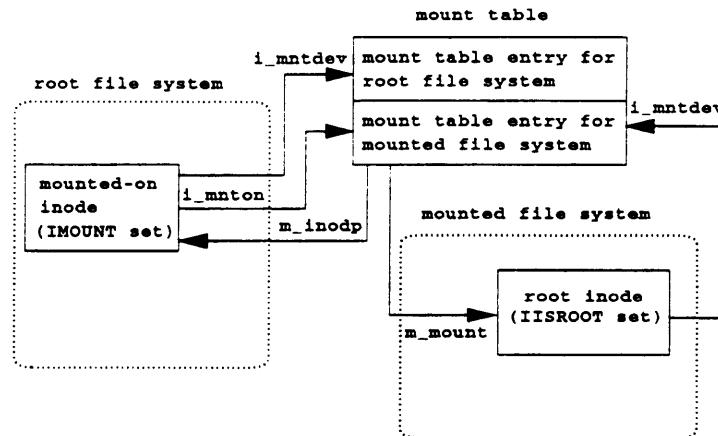 mount table
i_mntdev
mount table entry for
root file system
root file system
i_mntdev
mount table entry for
mounted file system
mounted-on
inode
(IMOUNT set)
i_mnton
m_inodp
mounted file system
root inode
(IISROOT set)
m_mount